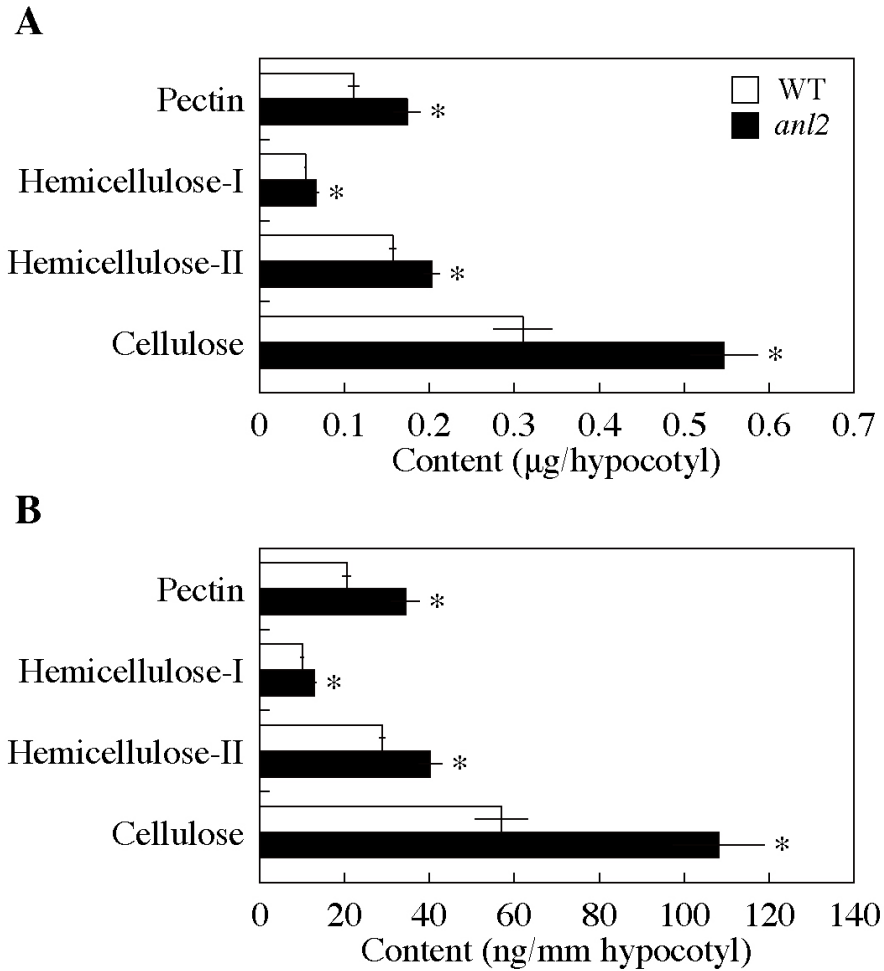 A
Pectin
Hemicellulose-I
Hemicellulose-II
Cellulose
WT
anl2
*
*
*
*
0 0.1 0.2 0.3 0.4 0.5 0.6 0.7
Content (μg/hypocotyl)
B
Pectin
Hemicellulose-I
Hemicellulose-II
Cellulose
*
*
*
*
0 20 40 60 80 100 120 140
Content (ng/mm hypocotyl)